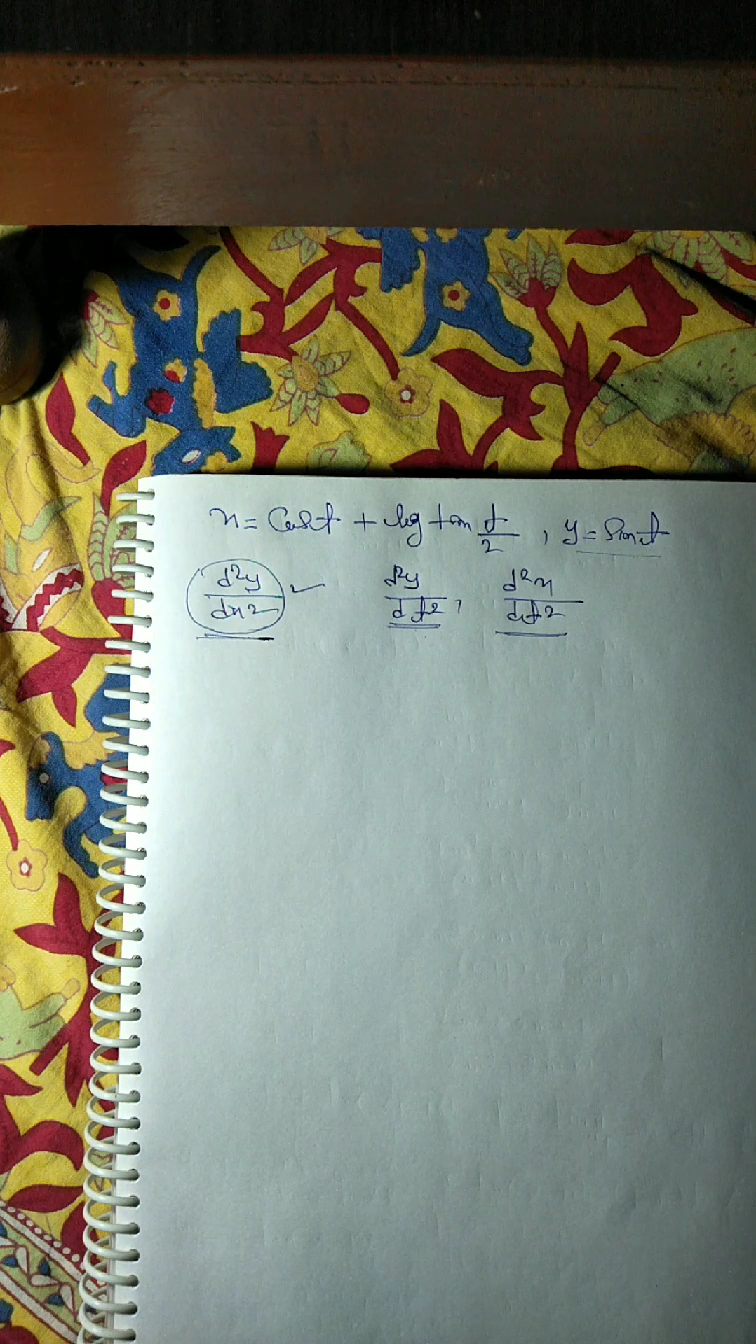 x = Cost + log tan t/2 , y = Sint
d²y/dx² ✓ d²y/dt² , d²x/dt²